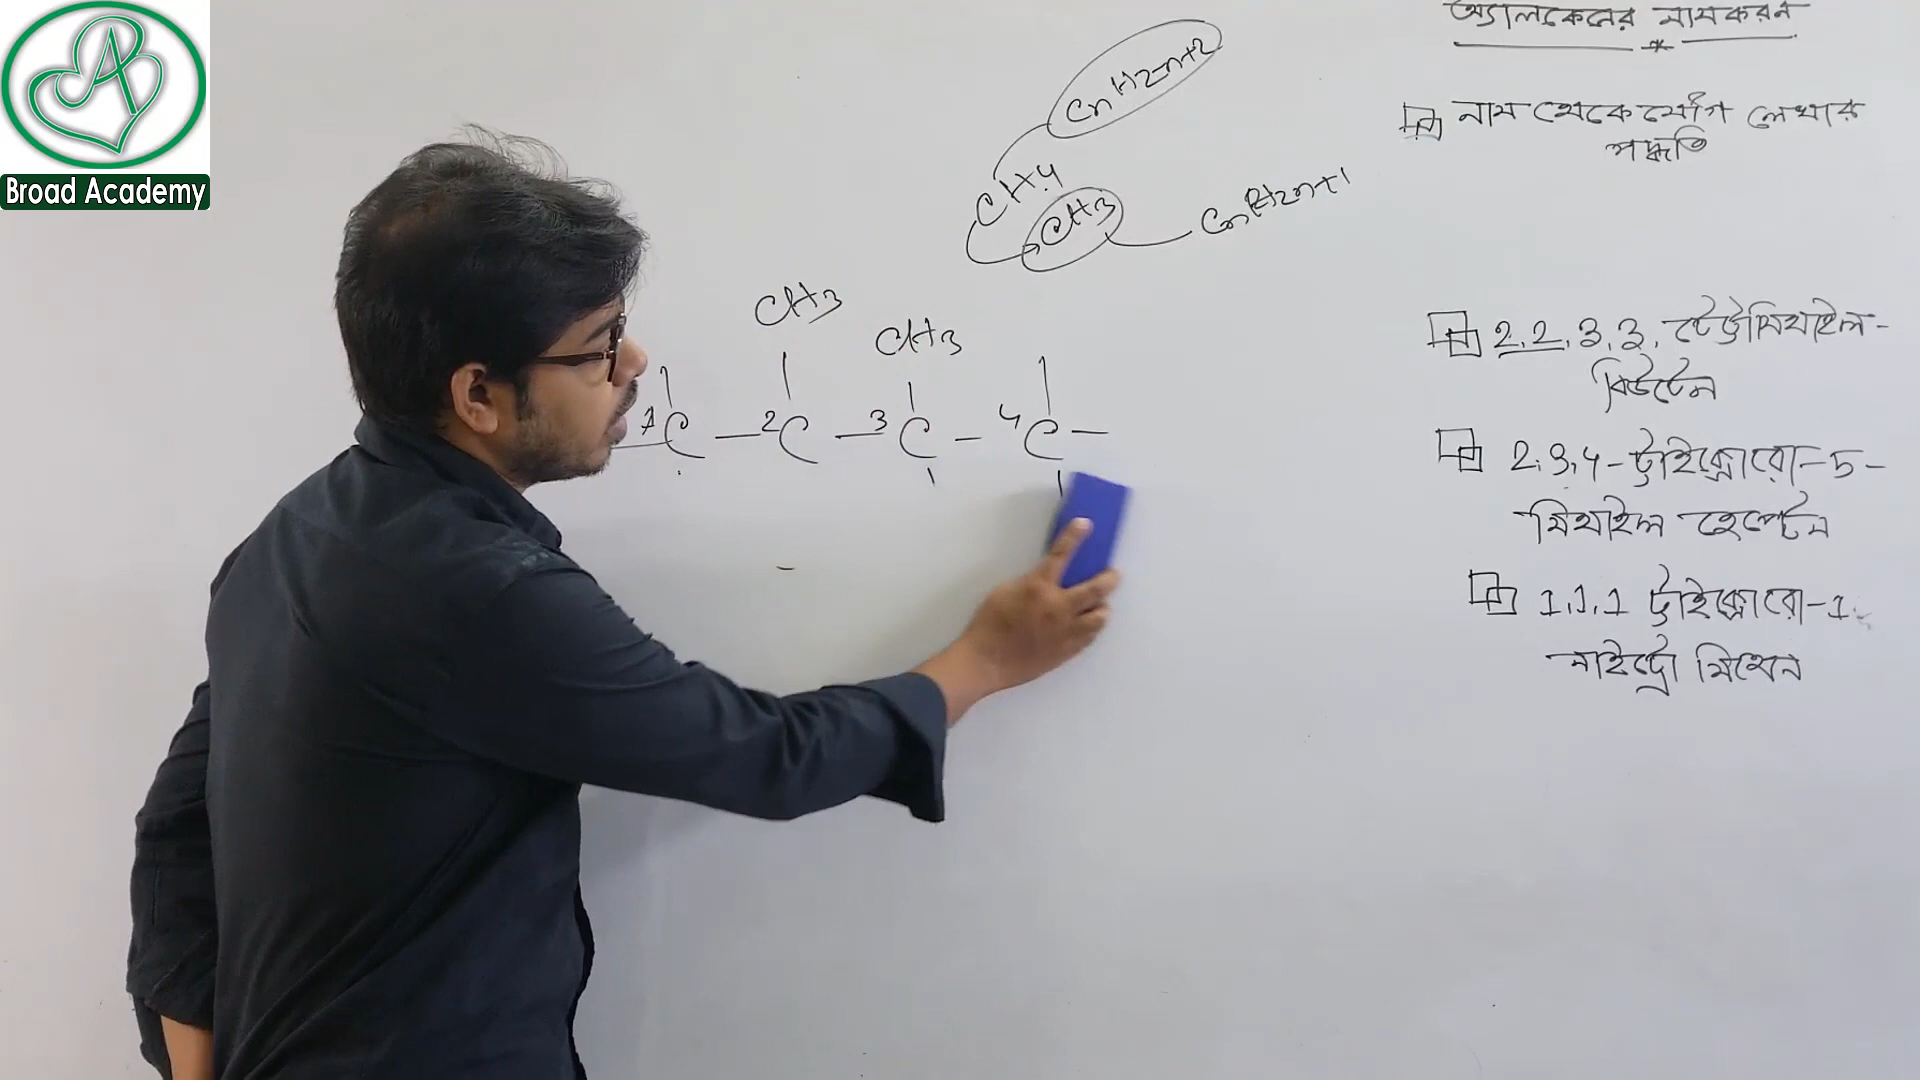 Broad Academy
অ্যালকেনের নামকরন
নাম থেকে যৌগ লেখার
পদ্ধতি
CnH2n+2
CH4
CH3
CnH2n+1
CH3
CH3
1C — 2C — 3C — 4C —
2,2,3,3, টেট্রামিথাইল-
বিউটেন
2,3,4-ট্রাইক্লোরো-5-
মিথাইল হেপ্টেন
1,1,1 ট্রাইক্লোরো-1
নাইট্রো মিথেন